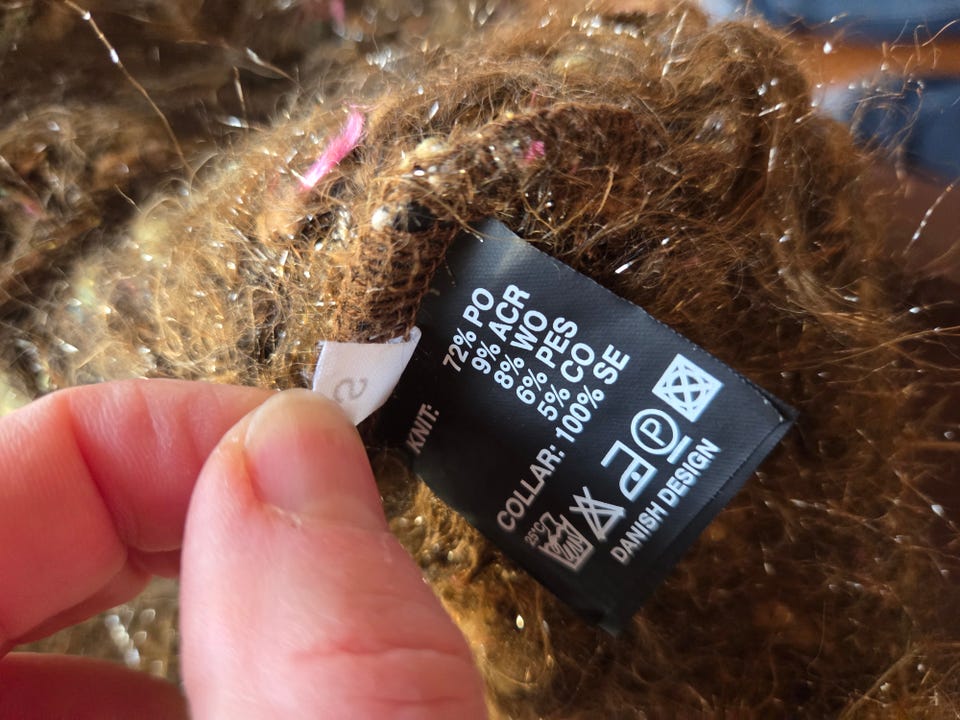 KNIT:
72% PO
9% ACR
8% WO
6% PES
5% CO
COLLAR: 100% SE
P
DANISH DESIGN
S